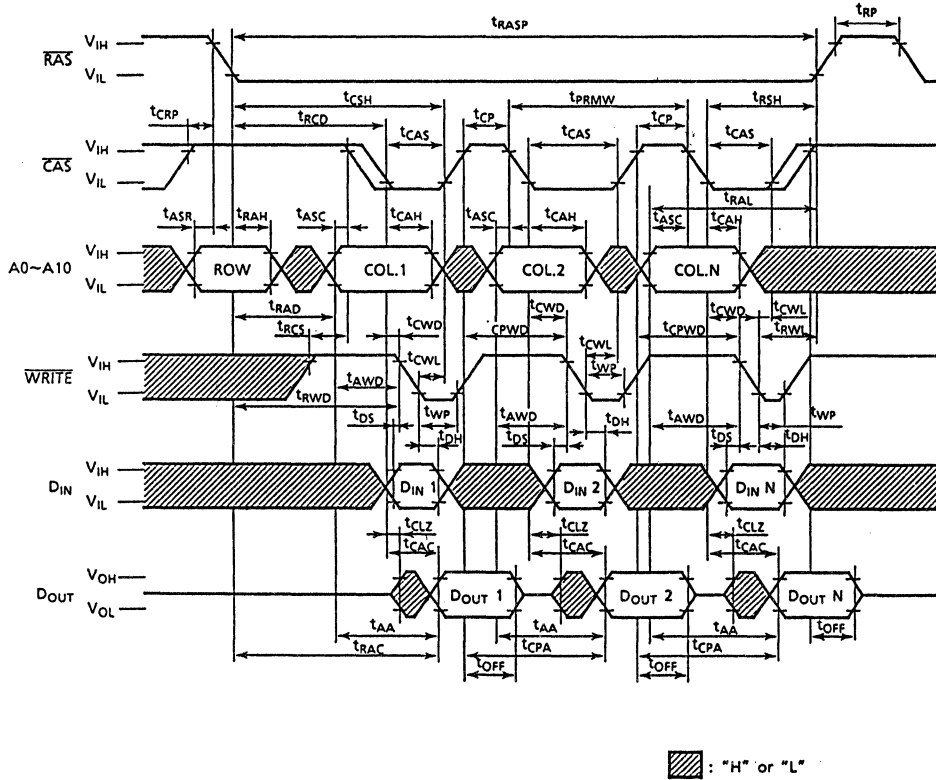 tRASP
tRP
RAS
VIH
VIL
tCSH
tPRMW
tRSH
tCRP
tRCD
tCP
tCP
tCAS
tCAS
tCAS
CAS
VIH
VIL
tRAL
tASR
tRAH
tASC
tCAH
tASC
tCAH
tASC
tCAH
A0~A10
VIH
VIL
ROW
COL.1
COL.2
COL.N
tRAD
tRCS
tCWD
tCWD
CPWD
tCPWD
tCWD
tCWL
tRWL
WRITE
VIH
VIL
tCWL
tCWL
tWP
tAWD
tRWD
tWP
tAWD
tAWD
tWP
tDS
tDH
tDS
tDH
tDS
tDH
DIN
VIH
VIL
DIN 1
DIN 2
DIN N
tCLZ
tCLZ
tCLZ
tCAC
tCAC
tCAC
DOUT
VOH
VOL
DOUT 1
DOUT 2
DOUT N
tAA
tAA
tAA
tOFF
tRAC
tCPA
tCPA
tOFF
tOFF
: "H" or "L"